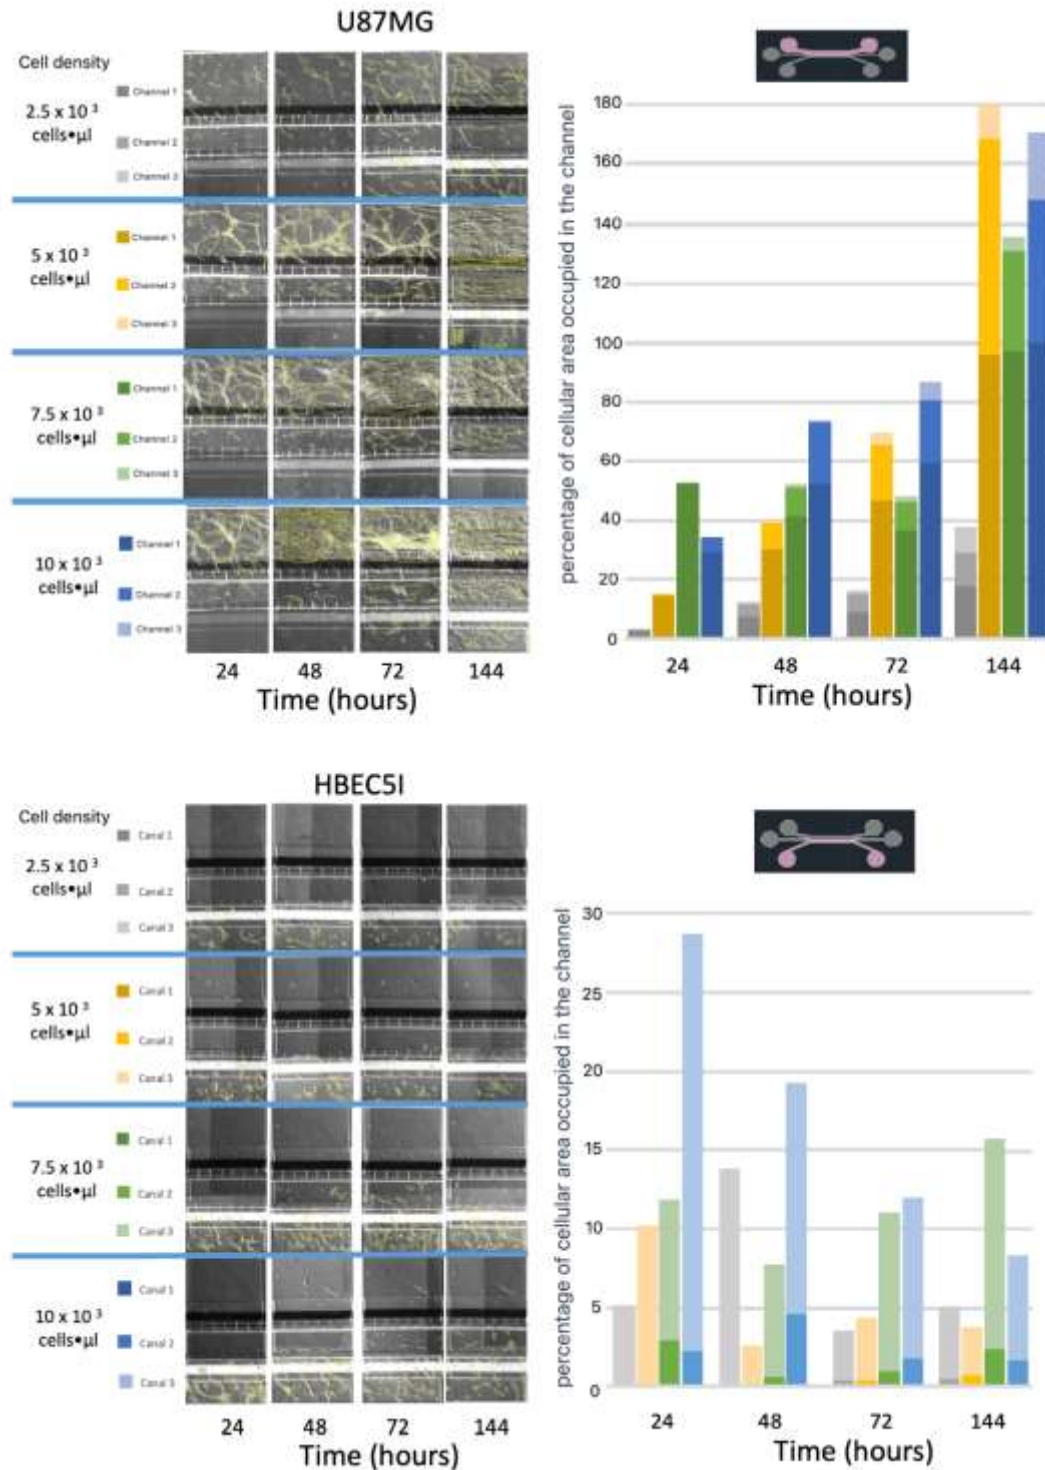 U87MG
Cell density
2.5 x 10 3
cells•µl
Channel 1
Channel 2
Channel 3
5 x 10 3
cells•µl
Channel 1
Channel 2
Channel 3
7.5 x 10 3
cells•µl
Channel 1
Channel 2
Channel 3
10 x 10 3
cells•µl
Channel 1
Channel 2
Channel 3
24 48 72 144
Time (hours)
percentage of cellular area occupied in the channel
180
160
140
120
100
80
60
40
20
0
24 48 72 144
Time (hours)
HBEC5I
Cell density
2.5 x 10 3
cells•µl
Canal 1
Canal 2
Canal 3
5 x 10 3
cells•µl
Canal 1
Canal 2
Canal 3
7.5 x 10 3
cells•µl
Canal 1
Canal 2
Canal 3
10 x 10 3
cells•µl
Canal 1
Canal 2
Canal 3
24 48 72 144
Time (hours)
percentage of cellular area occupied in the channel
30
25
20
15
10
5
0
24 48 72 144
Time (hours)